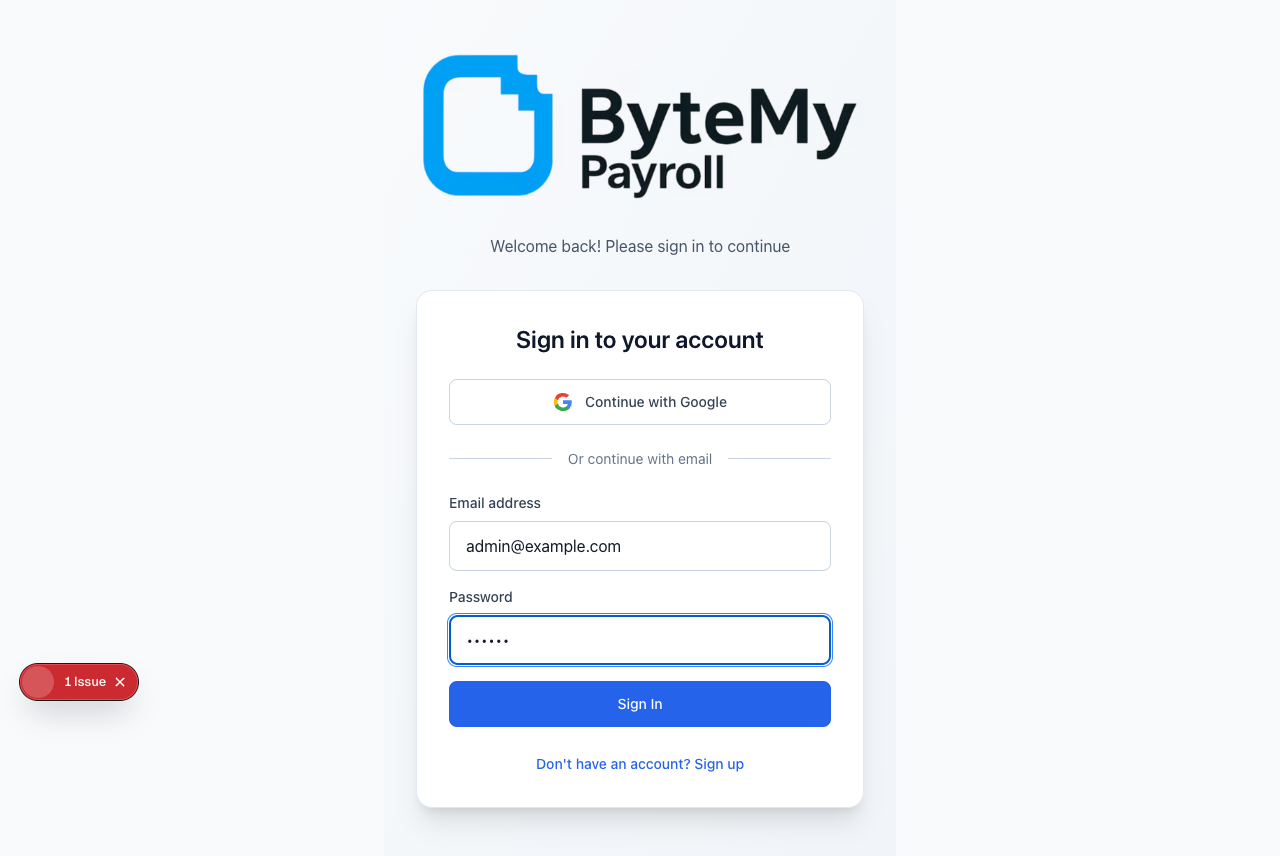 ByteMy
Payroll
Welcome back! Please sign in to continue
Sign in to your account
Continue with Google
Or continue with email
Email address
admin@example.com
Password
••••••
1 Issue
Sign In
Don't have an account? Sign up